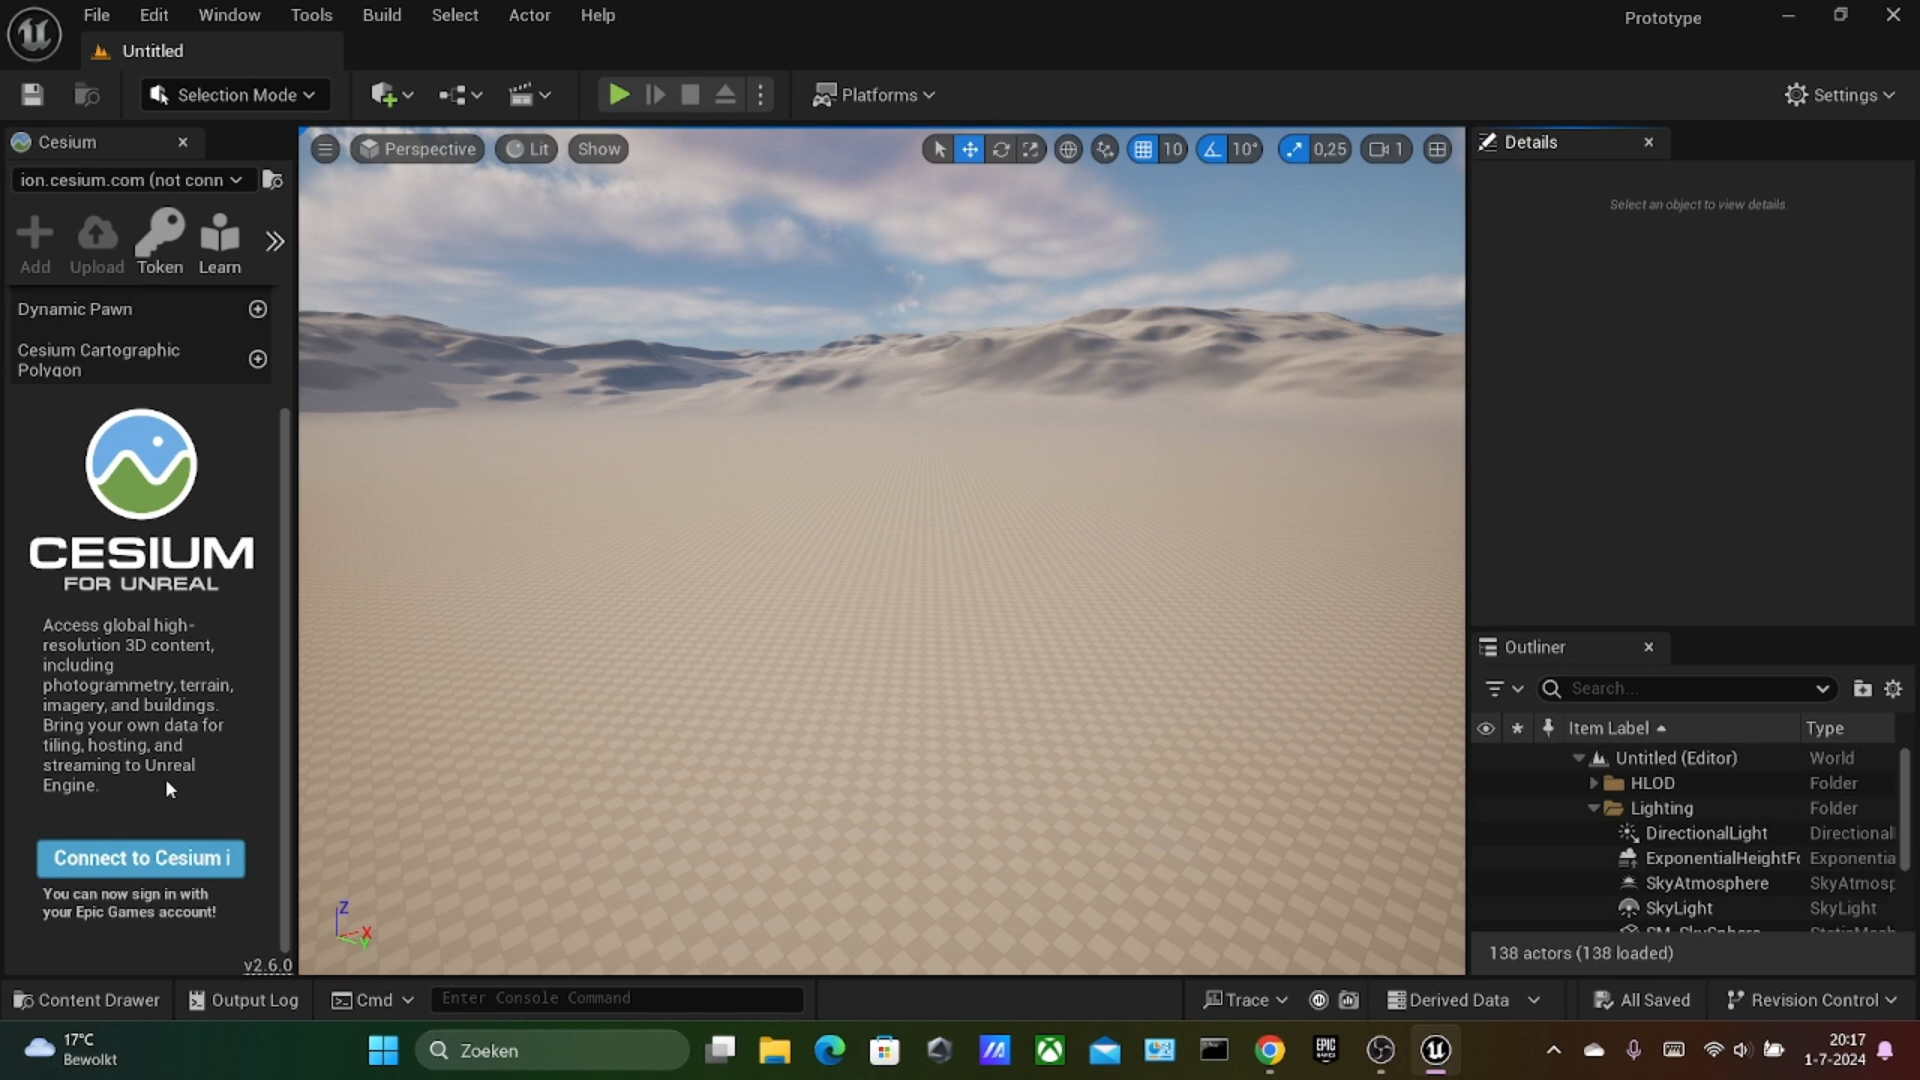 File Edit Window Tools Build Select Actor Help
Prototype
Untitled
Selection Mode
Platforms
Settings
Cesium
ion.cesium.com (not conn
Add Upload Token Learn
Dynamic Pawn
Cesium Cartographic
Polygon
CESIUM
FOR UNREAL
Access global high-
resolution 3D content,
including
photogrammetry, terrain,
imagery, and buildings.
Bring your own data for
tiling, hosting, and
streaming to Unreal
Engine.
Connect to Cesium i
You can now sign in with
your Epic Games account!
v2.6.0
Perspective Lit Show
10 10° 0,25 1
Z
X
Y
Details
Select an object to view details.
Outliner
Search...
Item Label Type
Untitled (Editor) World
HLOD Folder
Lighting Folder
DirectionalLight Directional
ExponentialHeightFo Exponentia
SkyAtmosphere SkyAtmosp
SkyLight SkyLight
138 actors (138 loaded)
Content Drawer Output Log Cmd Enter Console Command Trace Derived Data All Saved Revision Control
17°C
Bewolkt
Zoeken
EPIC
GAMES
20:17
1-7-2024